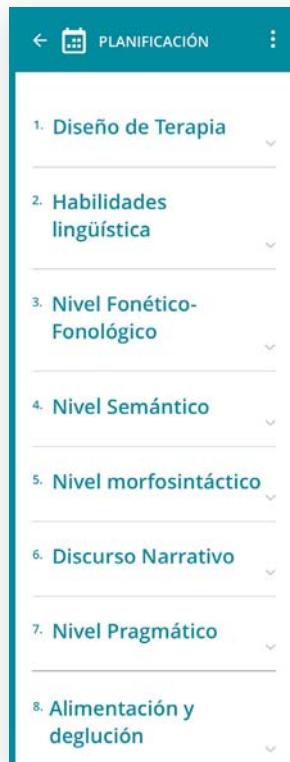 PLANIFICACIÓN
1. Diseño de Terapia
2. Habilidades
lingüística
3. Nivel Fonético-
Fonológico
4. Nivel Semántico
5. Nivel morfosintáctico
6. Discurso Narrativo
7. Nivel Pragmático
8. Alimentación y
deglución